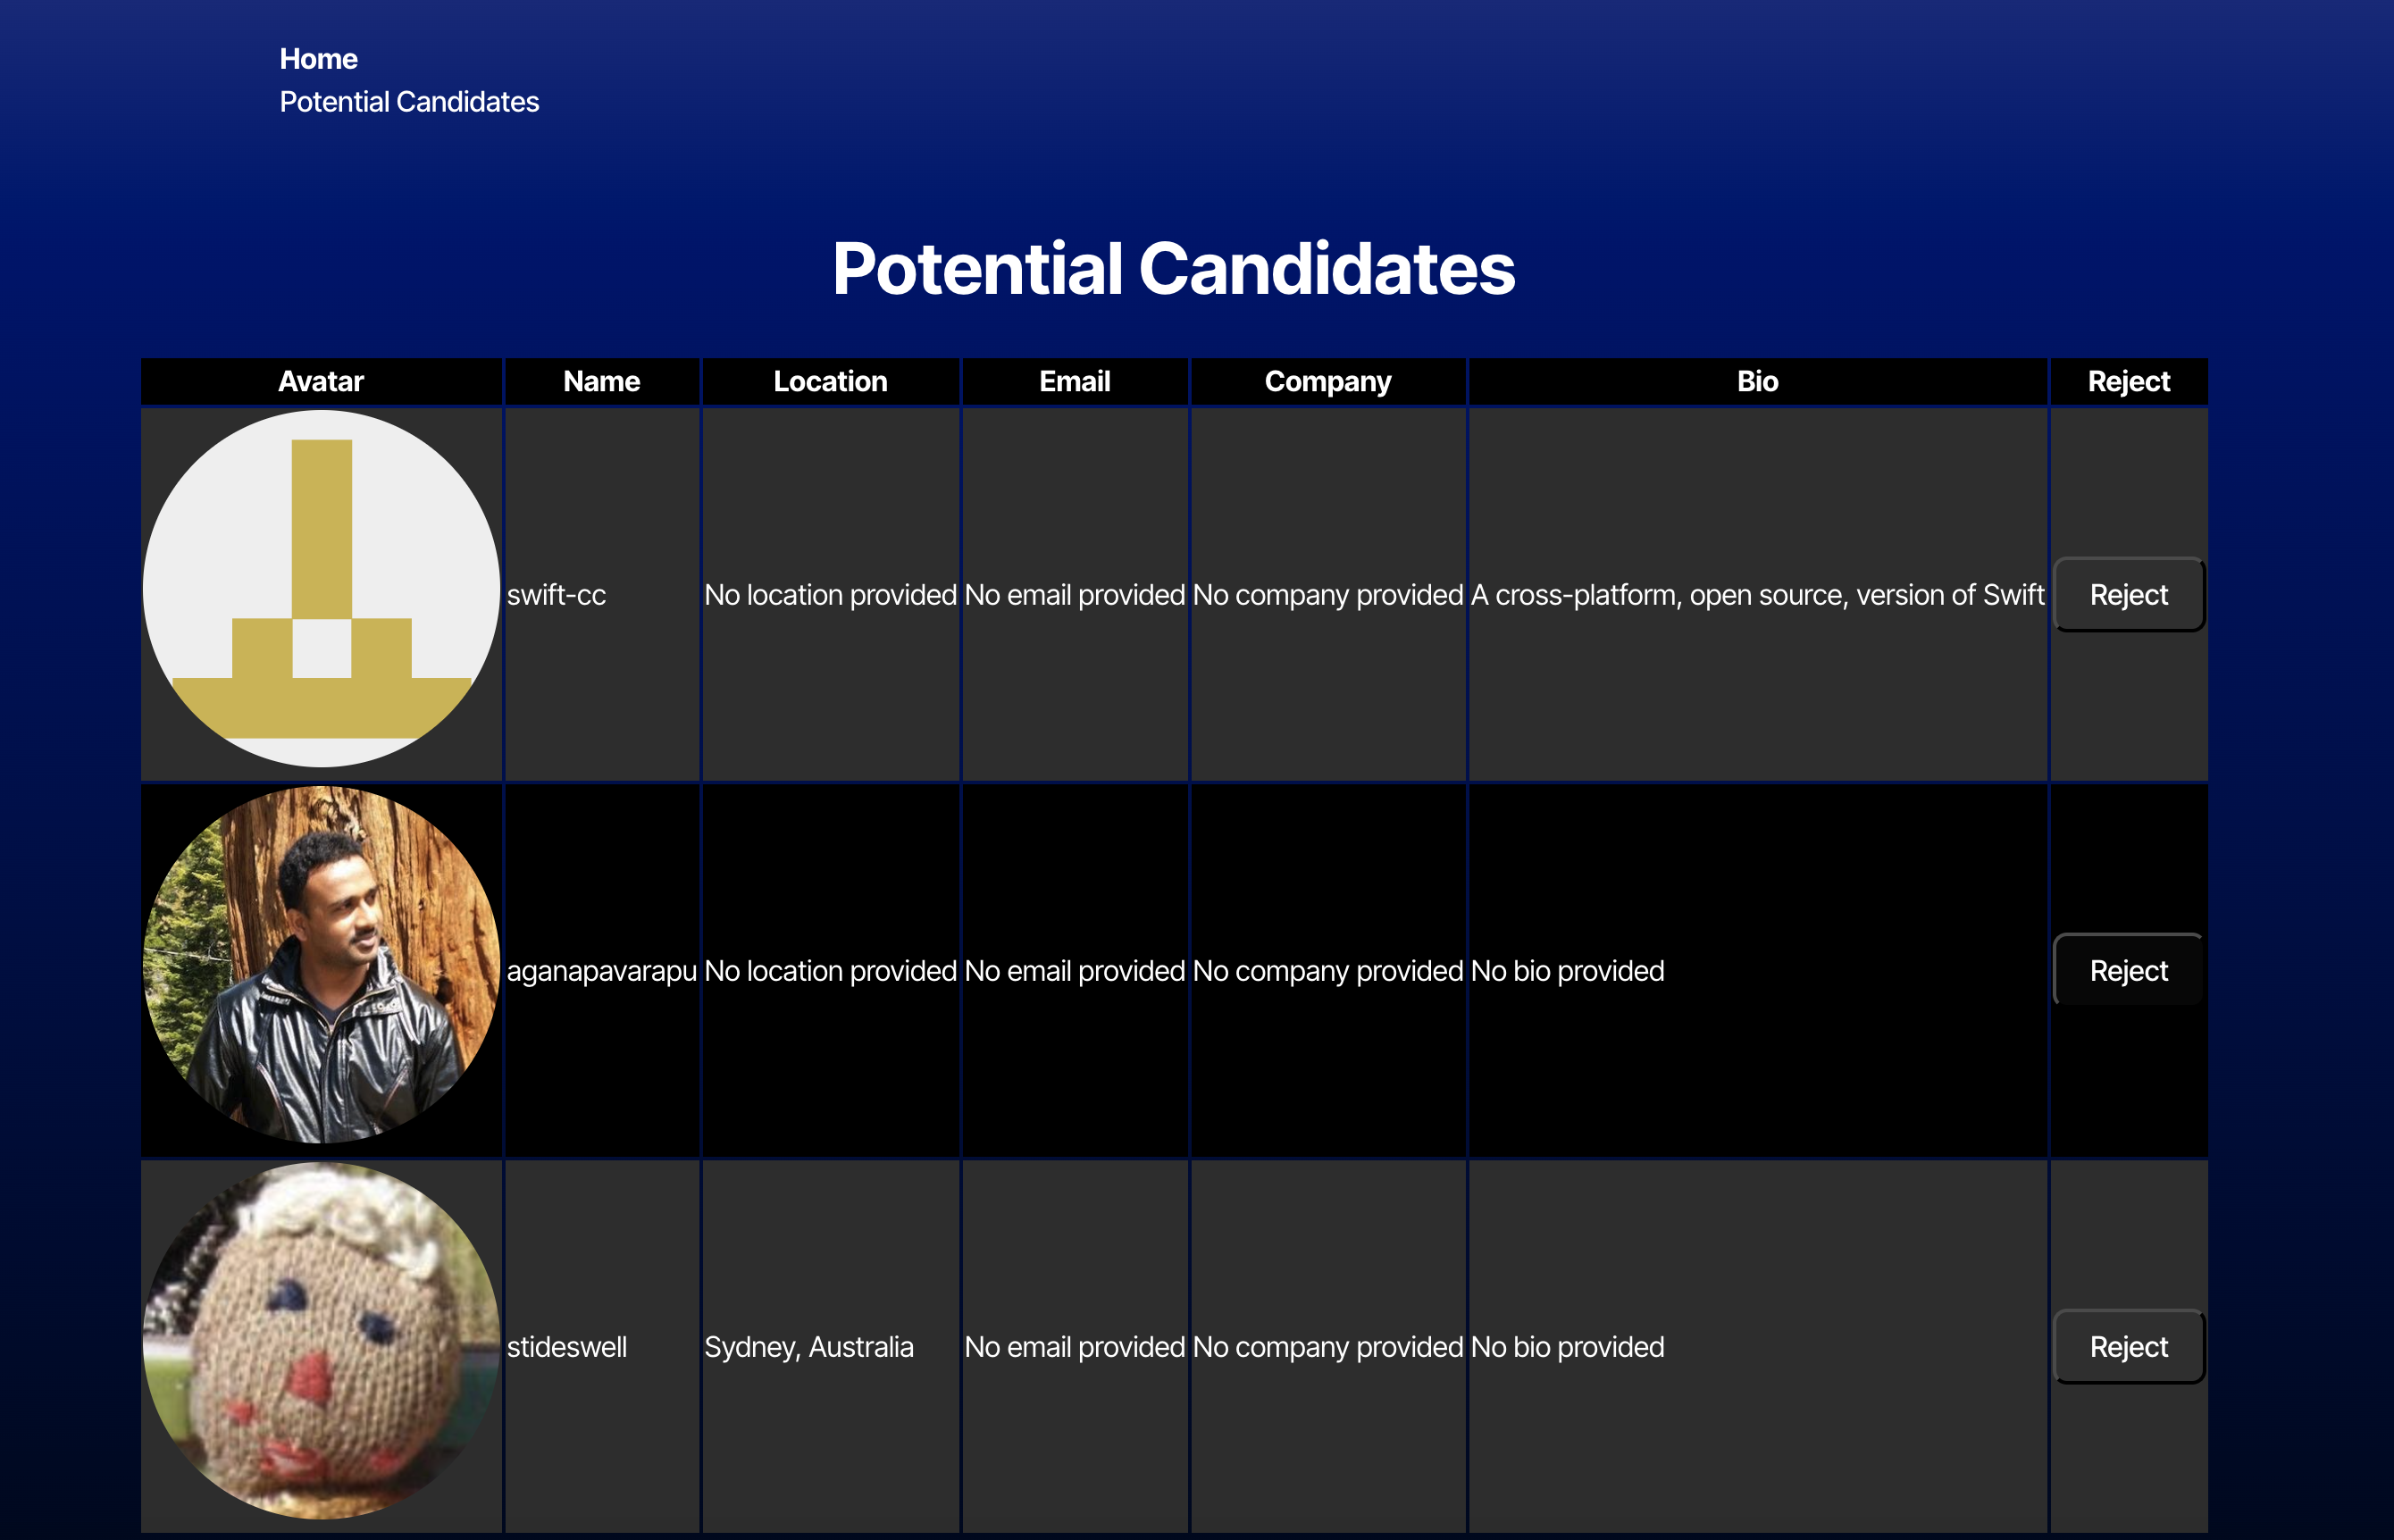 Home
Potential Candidates
Potential Candidates
Avatar Name Location Email Company Bio Reject
swift-cc No location provided No email provided No company provided A cross-platform, open source, version of Swift Reject
aganapavarapu No location provided No email provided No company provided No bio provided Reject
stideswell Sydney, Australia No email provided No company provided No bio provided Reject